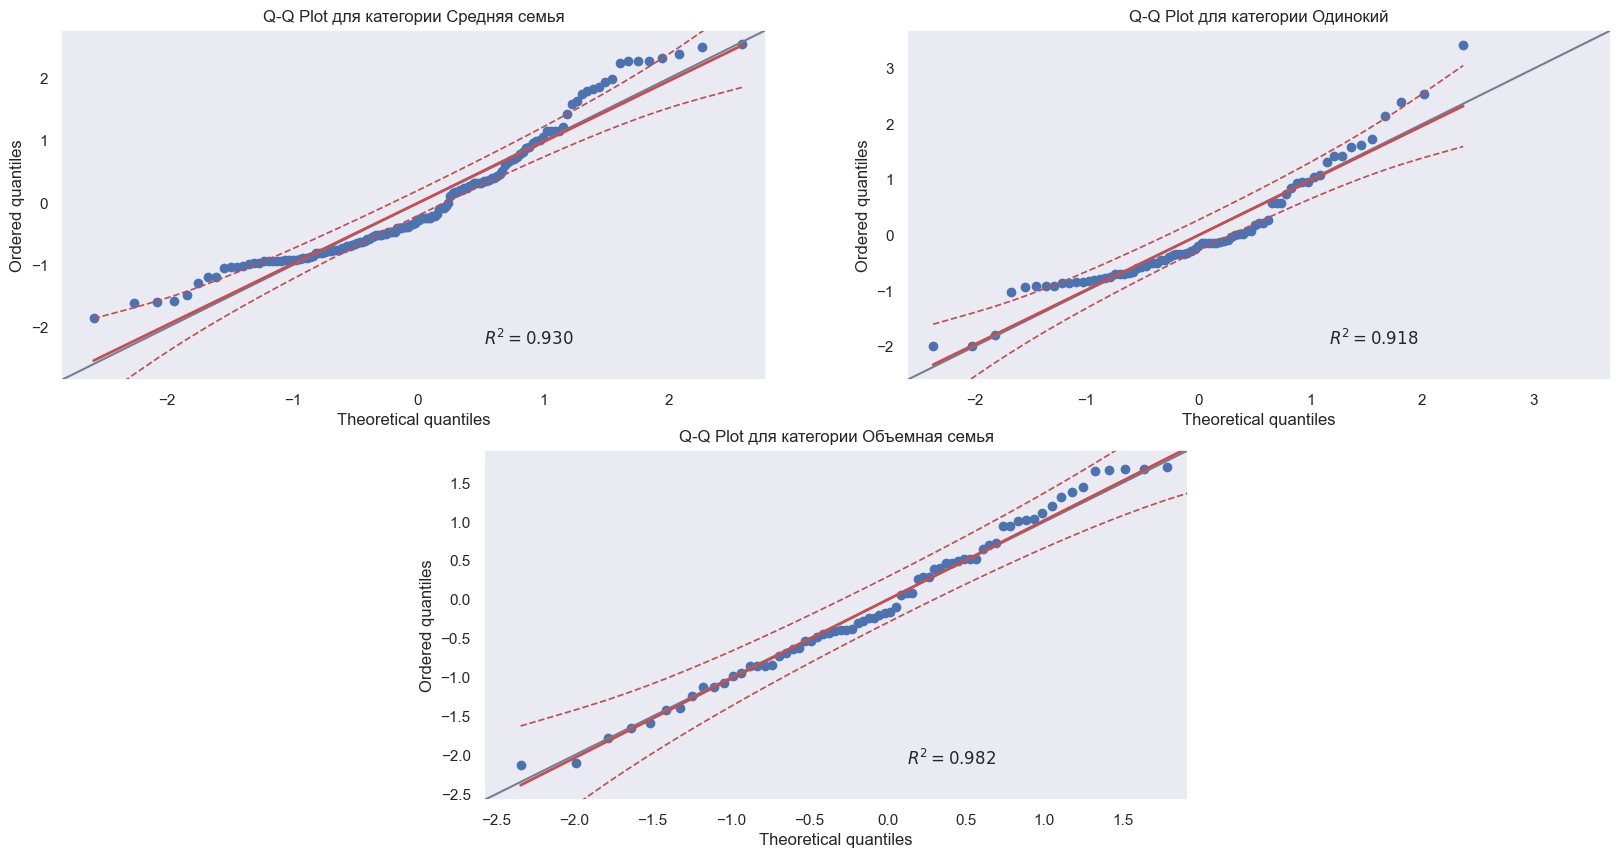 Q-Q Plot для категории Средняя семья
Ordered quantiles
2
1
0
−1
−2
R² = 0.930
−2 −1 0 1 2
Theoretical quantiles
Q-Q Plot для категории Одинокий
Ordered quantiles
3
2
1
0
−1
−2
R² = 0.918
−2 −1 0 1 2 3
Theoretical quantiles
Q-Q Plot для категории Объемная семья
Ordered quantiles
1.5
1.0
0.5
0.0
−0.5
−1.0
−1.5
−2.0
−2.5
R² = 0.982
−2.5 −2.0 −1.5 −1.0 −0.5 0.0 0.5 1.0 1.5
Theoretical quantiles